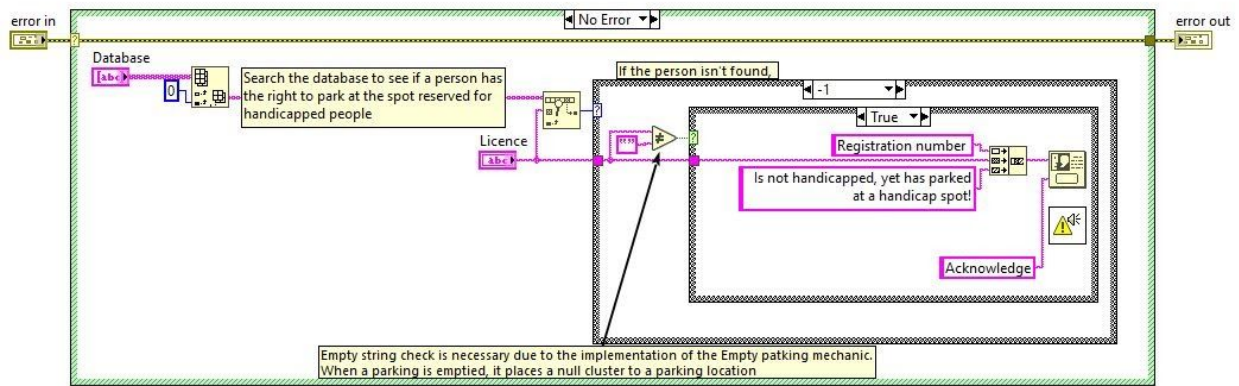 error in
No Error
error out
Database
abc
0
Search the database to see if a person has
the right to park at the spot reserved for
handicapped people
If the person isn't found,
-1
True
Licence
abc
""
Registration number
Is not handicapped, yet has parked
at a handicap spot!
Acknowledge
Empty string check is necessary due to the implementation of the Empty patking mechanic.
When a parking is emptied, it places a null cluster to a parking location